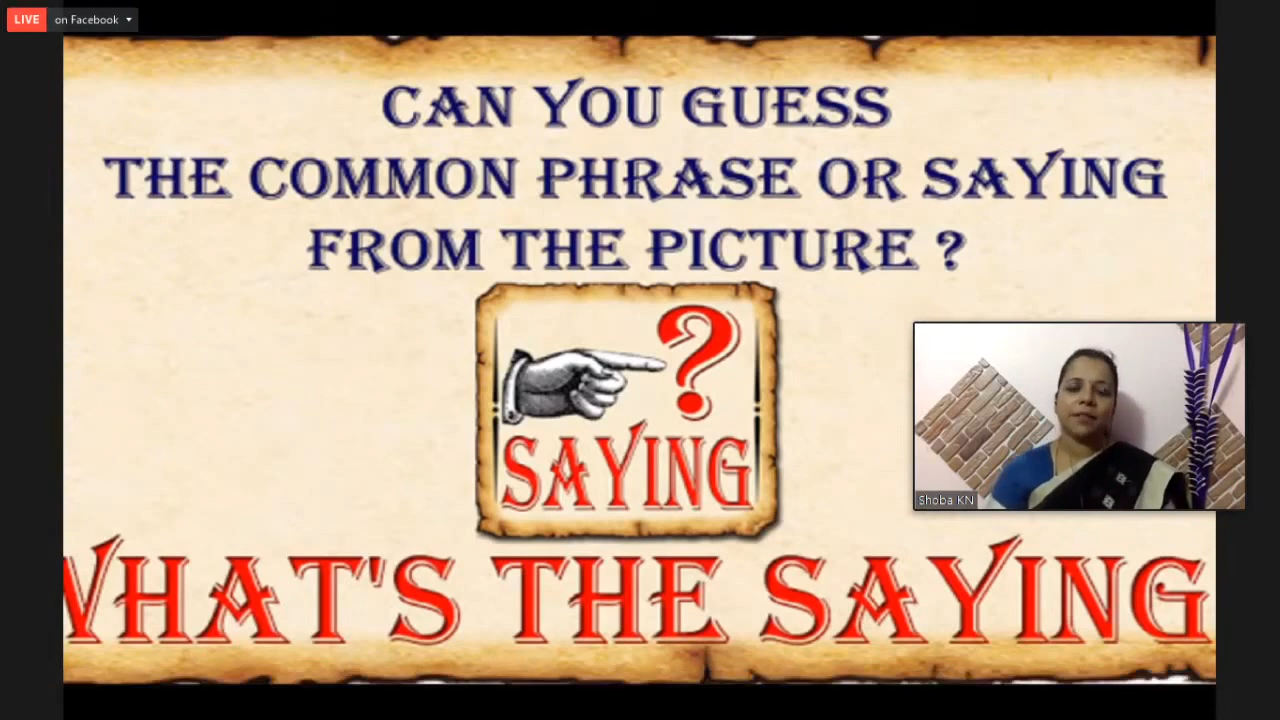 LIVE on Facebook
CAN YOU GUESS
THE COMMON PHRASE OR SAYING
FROM THE PICTURE ?
?
SAYING
Shoba KN
WHAT'S THE SAYING